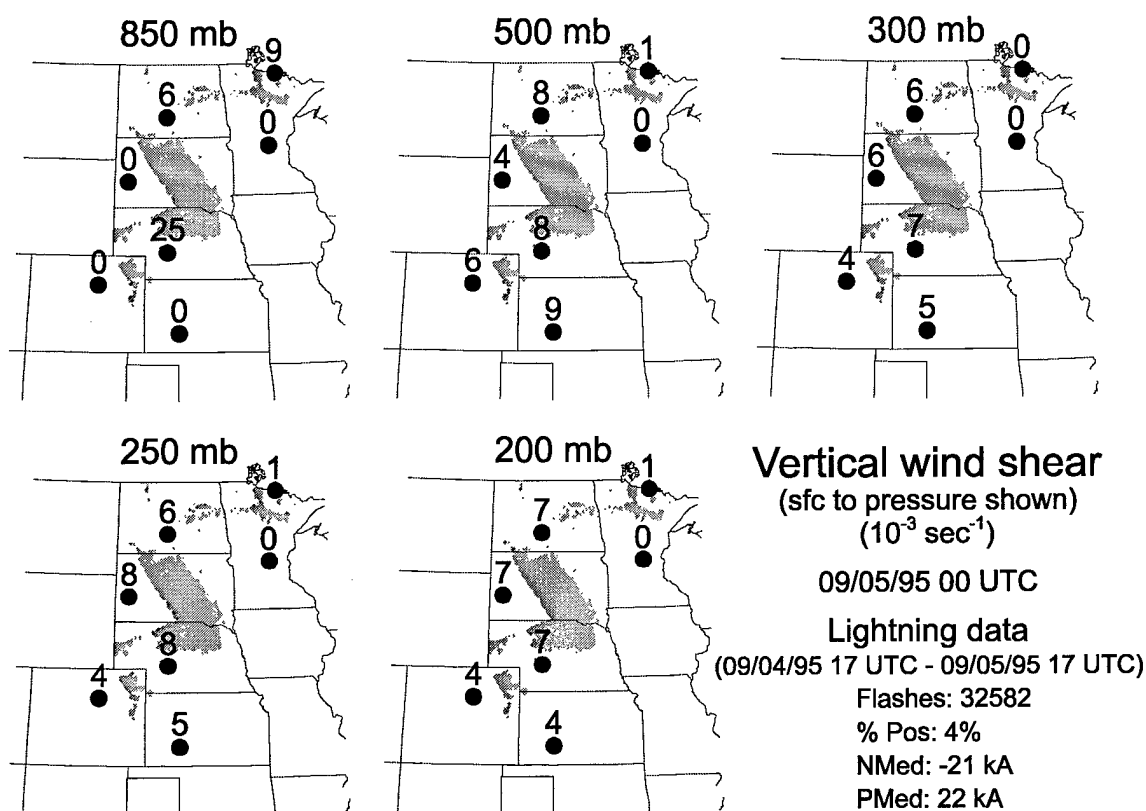 850 mb
9
6
0
0
25
0
0
500 mb
1
8
0
4
8
6
9
300 mb
0
6
0
6
7
4
5
250 mb
1
6
0
8
8
4
5
200 mb
1
7
0
7
7
4
4
Vertical wind shear
(sfc to pressure shown)
(10⁻³ sec⁻¹)
09/05/95 00 UTC
Lightning data
(09/04/95 17 UTC - 09/05/95 17 UTC)
Flashes: 32582
% Pos: 4%
NMed: -21 kA
PMed: 22 kA